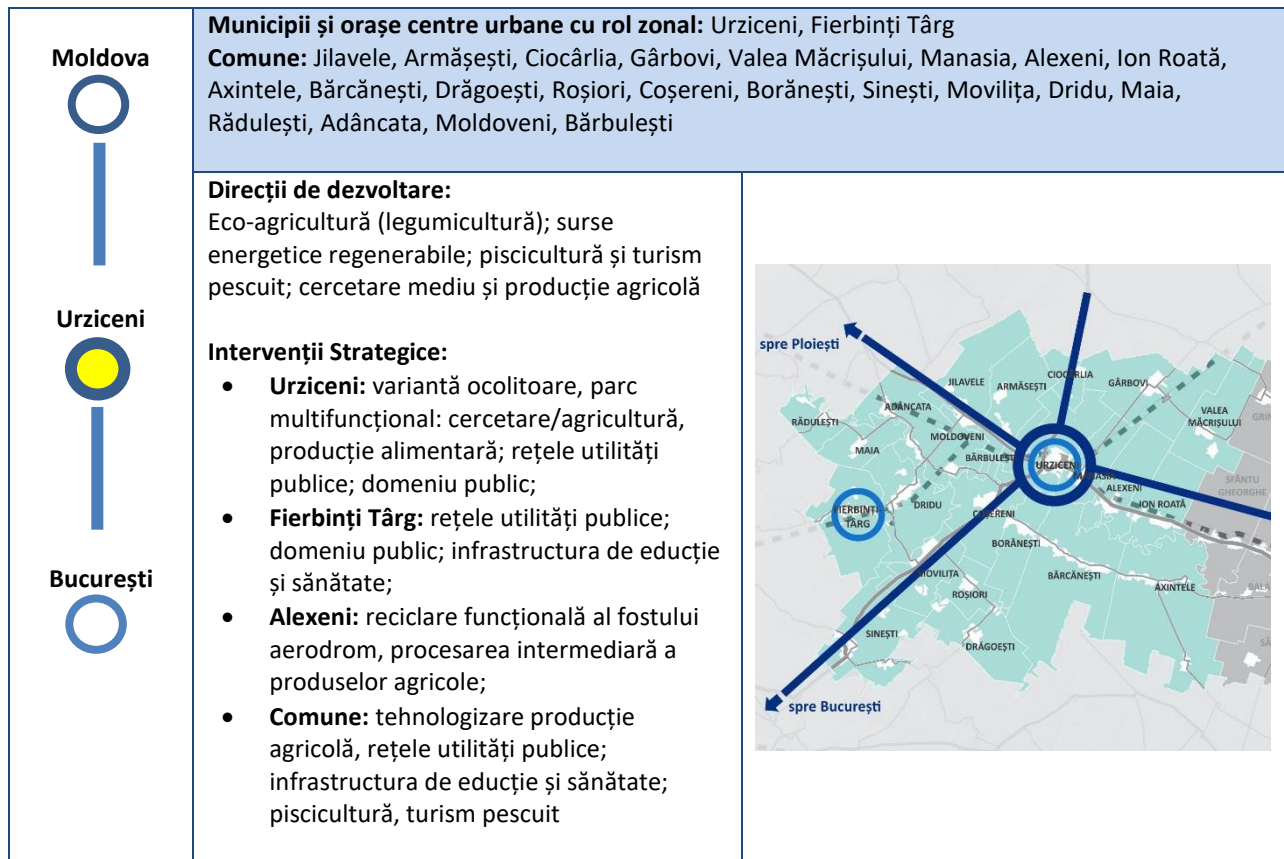 Moldova
Urziceni
București
Municipii și orașe centre urbane cu rol zonal: Urziceni, Fierbinți Târg
Comune: Jilavele, Armășești, Ciocârlia, Gârbovi, Valea Măcrișului, Manasia, Alexeni, Ion Roată,
Axintele, Bărcănești, Drăgoești, Roșiori, Coșereni, Borănești, Sinești, Movilița, Dridu, Maia,
Rădulești, Adâncata, Moldoveni, Bărbulești
Direcții de dezvoltare:
Eco-agricultură (legumicultură); surse
energetice regenerabile; piscicultură și turism
pescuit; cercetare mediu și producție agricolă
Intervenții Strategice:
• Urziceni: variantă ocolitoare, parc
multifuncțional: cercetare/agricultură,
producție alimentară; rețele utilități
publice; domeniu public;
• Fierbinți Târg: rețele utilități publice;
domeniu public; infrastructura de educție
și sănătate;
• Alexeni: reciclare funcțională al fostului
aerodrom, procesarea intermediară a
produselor agricole;
• Comune: tehnologizare producție
agricolă, rețele utilități publice;
infrastructura de educție și sănătate;
piscicultură, turism pescuit
spre Ploiești
JILAVELE
ARMĂSEȘTI
CIOCÂRLIA
GÂRBOVI
ADÂNCATA
RĂDULEȘTI
VALEA
MĂCRIȘULUI
GRIN
MOLDOVENI
MAIA
BĂRBULEȘTI
URZICENI
MANASIA
ALEXENI
SFÂNTU
GHEORGHE
ION ROATĂ
FIERBINȚI-
TÂRG
DRIDU
COȘERENI
BORĂNEȘTI
BĂRCĂNEȘTI
AXINTELE
BALA
MOVILIȚA
ROȘIORI
SINEȘTI
DRĂGOEȘTI
SĂ
spre București